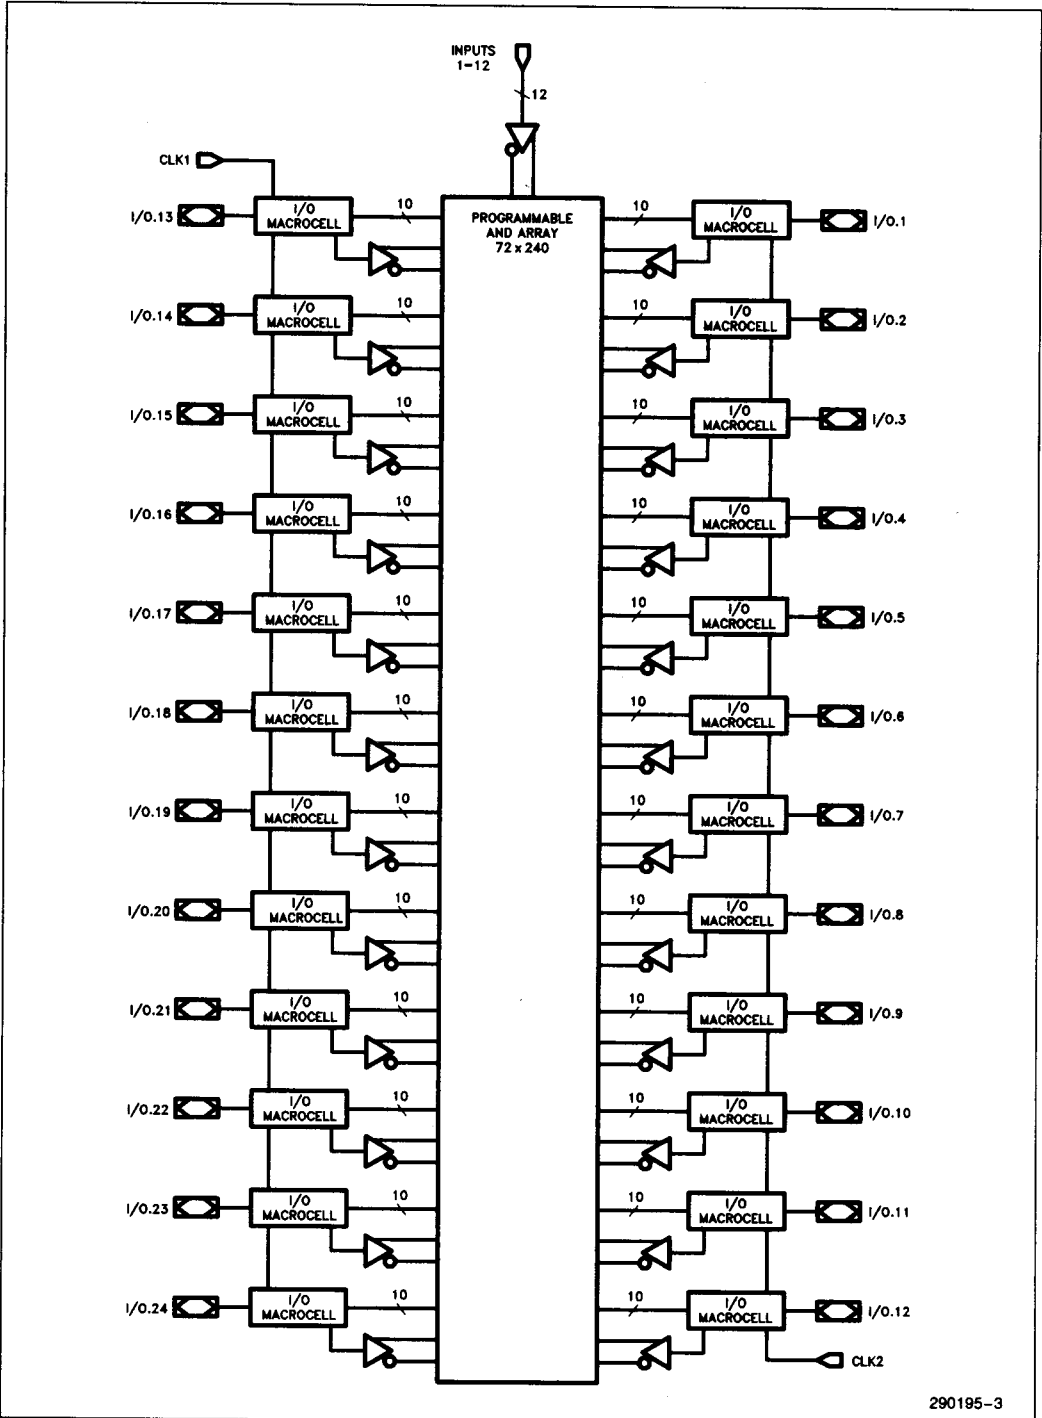 INPUTS
1-12
12
CLK1
I/O.13
I/O
MACROCELL
10
PROGRAMMABLE
AND ARRAY
72 x 240
10
I/O
MACROCELL
I/O.1
I/O.14
I/O
MACROCELL
10
10
I/O
MACROCELL
I/O.2
I/O.15
I/O
MACROCELL
10
10
I/O
MACROCELL
I/O.3
I/O.16
I/O
MACROCELL
10
10
I/O
MACROCELL
I/O.4
I/O.17
I/O
MACROCELL
10
10
I/O
MACROCELL
I/O.5
I/O.18
I/O
MACROCELL
10
10
I/O
MACROCELL
I/O.6
I/O.19
I/O
MACROCELL
10
10
I/O
MACROCELL
I/O.7
I/O.20
I/O
MACROCELL
10
10
I/O
MACROCELL
I/O.8
I/O.21
I/O
MACROCELL
10
10
I/O
MACROCELL
I/O.9
I/O.22
I/O
MACROCELL
10
10
I/O
MACROCELL
I/O.10
I/O.23
I/O
MACROCELL
10
10
I/O
MACROCELL
I/O.11
I/O.24
I/O
MACROCELL
10
10
I/O
MACROCELL
I/O.12
CLK2
290195-3